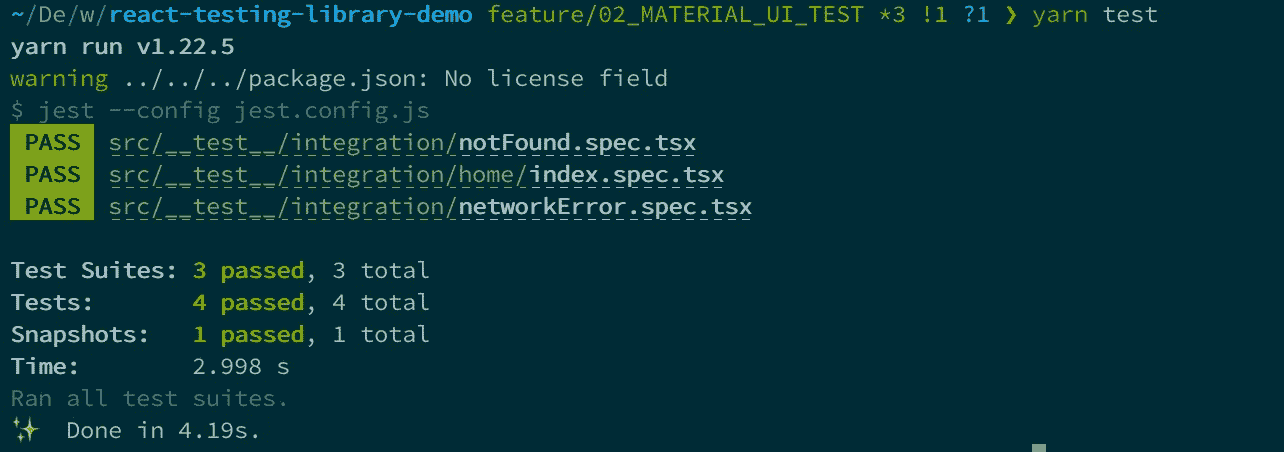 ~/De/w/react-testing-library-demo feature/02_MATERIAL_UI_TEST *3 !1 ?1 ❯ yarn test
yarn run v1.22.5
warning ../../../package.json: No license field
$ jest --config jest.config.js
PASS src/__test__/integration/notFound.spec.tsx
PASS src/__test__/integration/home/index.spec.tsx
PASS src/__test__/integration/networkError.spec.tsx
Test Suites: 3 passed, 3 total
Tests: 4 passed, 4 total
Snapshots: 1 passed, 1 total
Time: 2.998 s
Ran all test suites.
✨ Done in 4.19s.